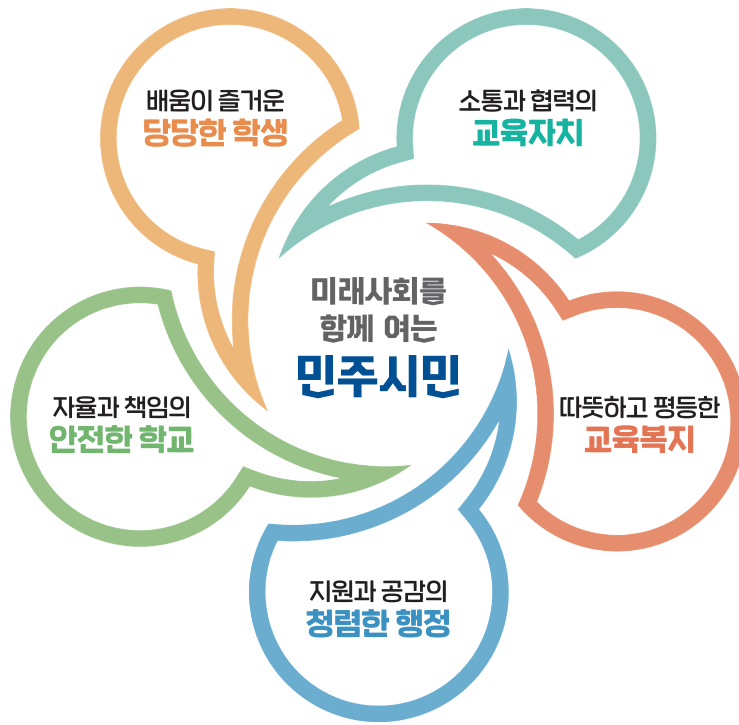 배움이 즐거운
당당한 학생
소통과 협력의
교육자치
미래사회를
함께 여는
민주시민
자율과 책임의
안전한 학교
따뜻하고 평등한
교육복지
지원과 공감의
청렴한 행정